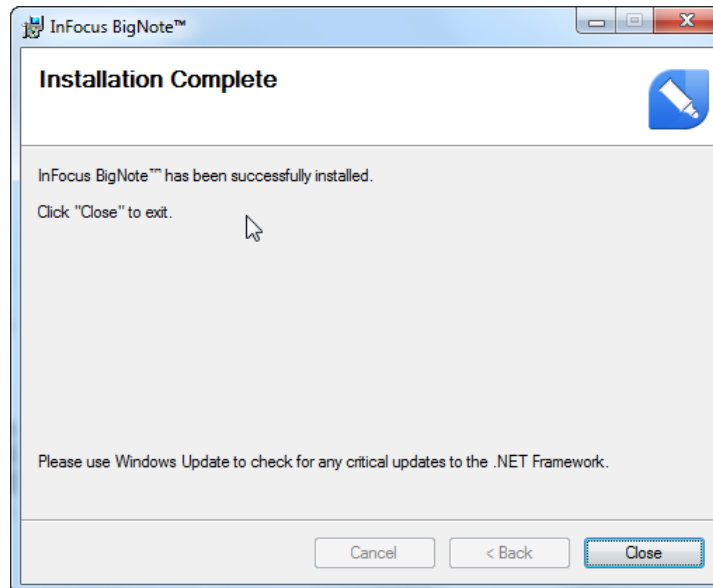 InFocus BigNote™
Installation Complete
InFocus BigNote™ has been successfully installed.
Click "Close" to exit.
Please use Windows Update to check for any critical updates to the .NET Framework.
Cancel
< Back
Close